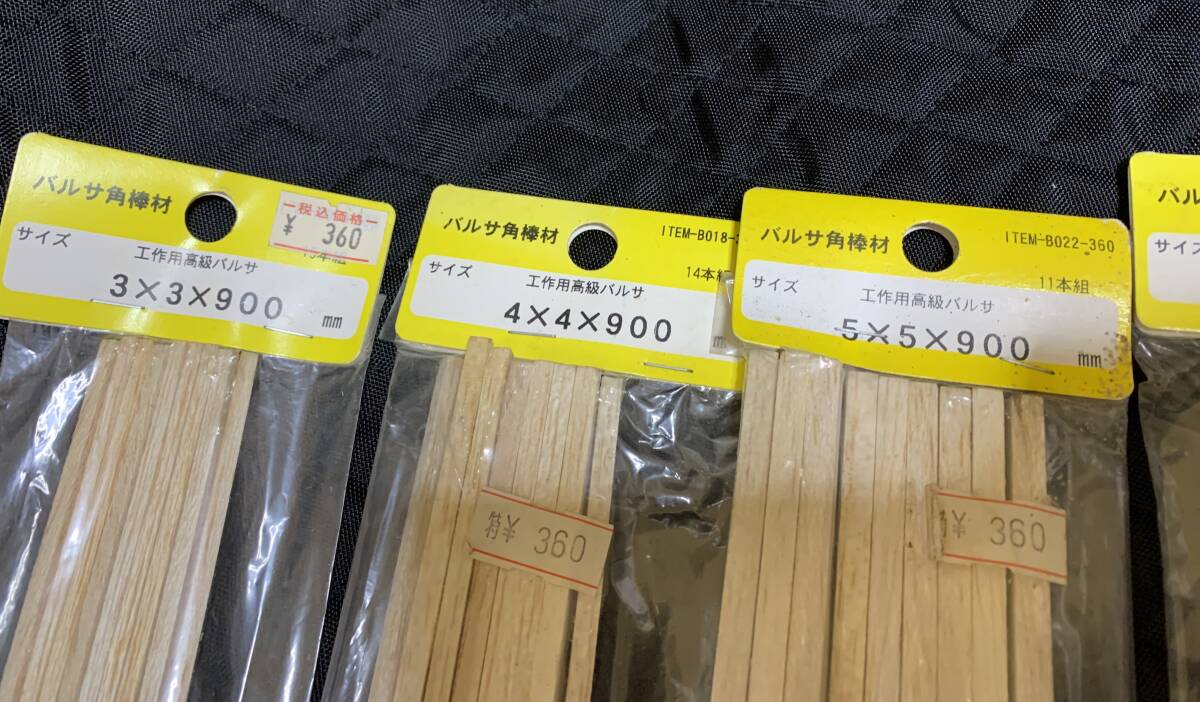 バルサ角棒材
税込価格
¥ 360
サイズ
工作用高級バルサ
3×3×900
mm
バルサ角棒材
ITEM-B018-
14本組
サイズ
工作用高級バルサ
4×4×900
特¥ 360
バルサ角棒材
ITEM-B022-360
11本組
サイズ
工作用高級バルサ
5×5×900
mm
¥ 360
バル
サイズ